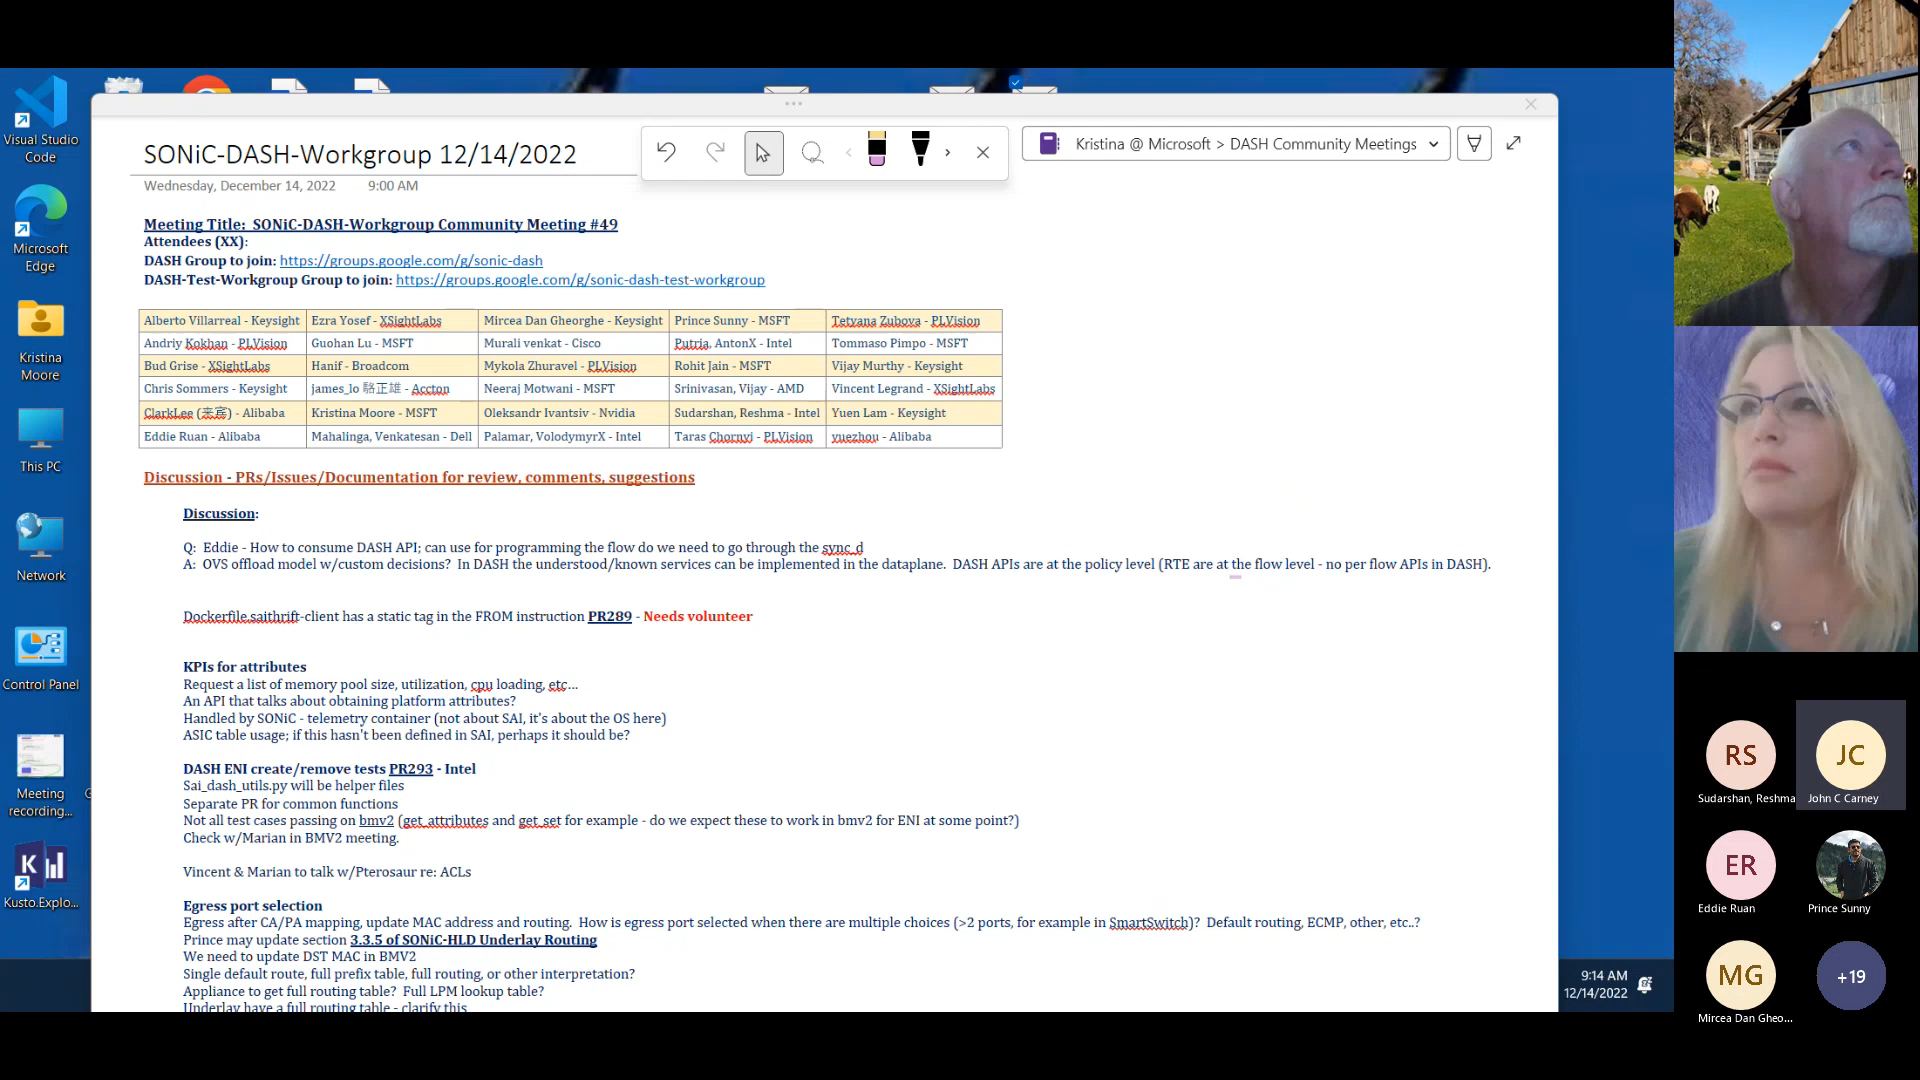 SONiC-DASH-Workgroup 12/14/2022
Wednesday, December 14, 2022 9:00 AM
Kristina @ Microsoft > DASH Community Meetings
Meeting Title: SONiC-DASH-Workgroup Community Meeting #49
Attendees (XX):
DASH Group to join: https://groups.google.com/g/sonic-dash
DASH-Test-Workgroup Group to join: https://groups.google.com/g/sonic-dash-test-workgroup
Alberto Villarreal - Keysight Ezra Yosef - XSightLabs Mircea Dan Gheorghe - Keysight Prince Sunny - MSFT Tetyana Zubova - PLVision
Andriy Kokhan - PLVision Guohan Lu - MSFT Murali venkat - Cisco Putria, AntonX - Intel Tommaso Pimpo - MSFT
Bud Grise - XSightLabs Hanif - Broadcom Mykola Zhuravel - PLVision Rohit Jain - MSFT Vijay Murthy - Keysight
Chris Sommers - Keysight james_lo 駱正雄 - Accton Neeraj Motwani - MSFT Srinivasan, Vijay - AMD Vincent Legrand - XSightLabs
ClarkLee (来宾) - Alibaba Kristina Moore - MSFT Oleksandr Ivantsiv - Nvidia Sudarshan, Reshma - Intel Yuen Lam - Keysight
Eddie Ruan - Alibaba Mahalinga, Venkatesan - Dell Palamar, VolodymyrX - Intel Taras Chornyi - PLVision yuezhou - Alibaba
Discussion - PRs/Issues/Documentation for review, comments, suggestions
Discussion:
Q: Eddie - How to consume DASH API; can use for programming the flow do we need to go through the sync_d
A: OVS offload model w/custom decisions? In DASH the understood/known services can be implemented in the dataplane. DASH APIs are at the policy level (RTE are at the flow level - no per flow APIs in DASH).
Dockerfile.saithrift-client has a static tag in the FROM instruction PR289 - Needs volunteer
KPIs for attributes
Request a list of memory pool size, utilization, cpu loading, etc...
An API that talks about obtaining platform attributes?
Handled by SONiC - telemetry container (not about SAI, it's about the OS here)
ASIC table usage; if this hasn't been defined in SAI, perhaps it should be?
DASH ENI create/remove tests PR293 - Intel
Sai_dash_utils.py will be helper files
Separate PR for common functions
Not all test cases passing on bmv2 (get_attributes and get_set for example - do we expect these to work in bmv2 for ENI at some point?)
Check w/Marian in BMV2 meeting.
Vincent & Marian to talk w/Pterosaur re: ACLs
Egress port selection
Egress after CA/PA mapping, update MAC address and routing. How is egress port selected when there are multiple choices (>2 ports, for example in SmartSwitch)? Default routing, ECMP, other, etc..?
Prince may update section 3.3.5 of SONiC-HLD Underlay Routing
We need to update DST MAC in BMV2
Single default route, full prefix table, full routing, or other interpretation?
Appliance to get full routing table? Full LPM lookup table?
Underlay have a full routing table - clarify this
Visual Studio
Code
Microsoft
Edge
Kristina
Moore
This PC
Network
Control Panel
Meeting
recording...
Kusto.Explo...
9:14 AM
12/14/2022
RS
Sudarshan, Reshma
JC
John C Carney
ER
Eddie Ruan
Prince Sunny
MG
Mircea Dan Gheo...
+19